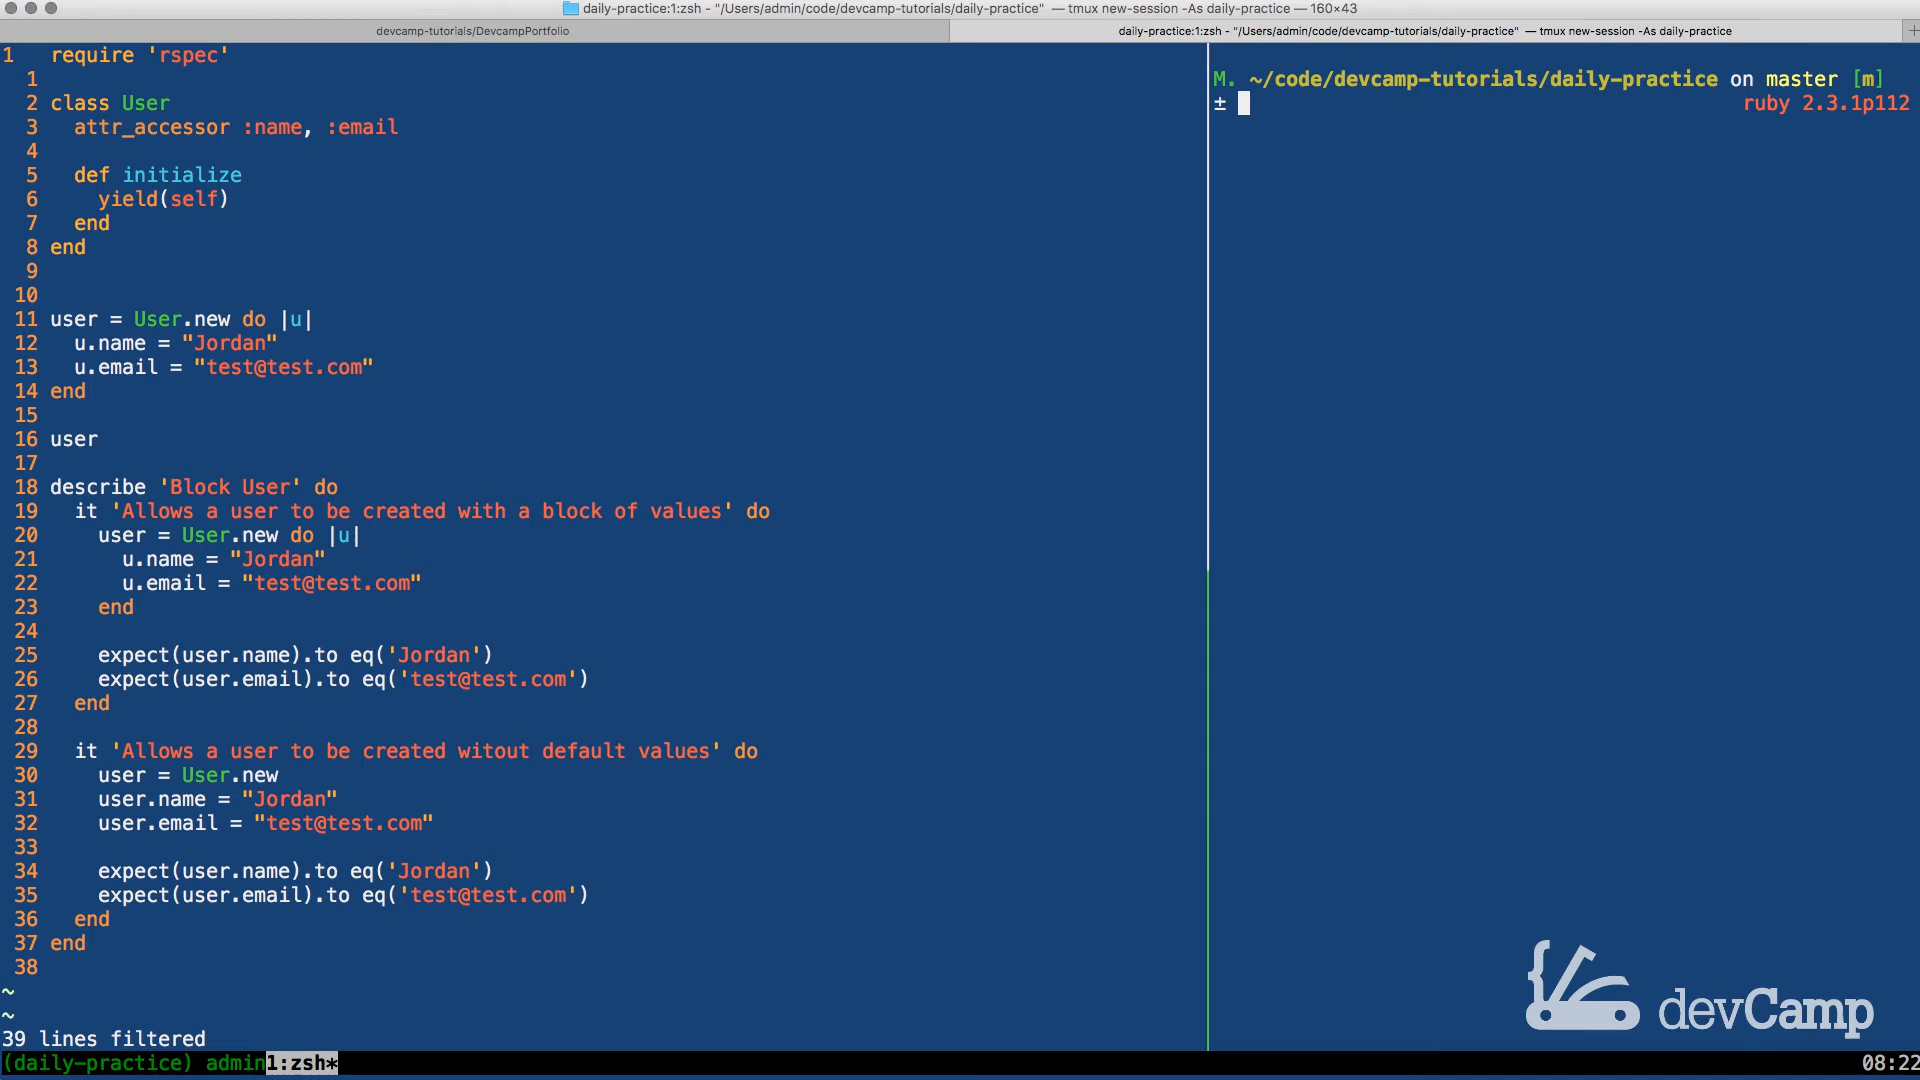 daily-practice:1:zsh - "/Users/admin/code/devcamp-tutorials/daily-practice" — tmux new-session -As daily-practice — 160×43
devcamp-tutorials/DevcampPortfolio
daily-practice:1:zsh - "/Users/admin/code/devcamp-tutorials/daily-practice" — tmux new-session -As daily-practice
+
1 require 'rspec'
1
2 class User
3 attr_accessor :name, :email
4
5 def initialize
6 yield(self)
7 end
8 end
9
10
11 user = User.new do |u|
12 u.name = "Jordan"
13 u.email = "test@test.com"
14 end
15
16 user
17
18 describe 'Block User' do
19 it 'Allows a user to be created with a block of values' do
20 user = User.new do |u|
21 u.name = "Jordan"
22 u.email = "test@test.com"
23 end
24
25 expect(user.name).to eq('Jordan')
26 expect(user.email).to eq('test@test.com')
27 end
28
29 it 'Allows a user to be created witout default values' do
30 user = User.new
31 user.name = "Jordan"
32 user.email = "test@test.com"
33
34 expect(user.name).to eq('Jordan')
35 expect(user.email).to eq('test@test.com')
36 end
37 end
38
~
~
39 lines filtered
M. ~/code/devcamp-tutorials/daily-practice on master [m]
± ruby 2.3.1p112
devCamp
(daily-practice) admin 1:zsh* 08:22